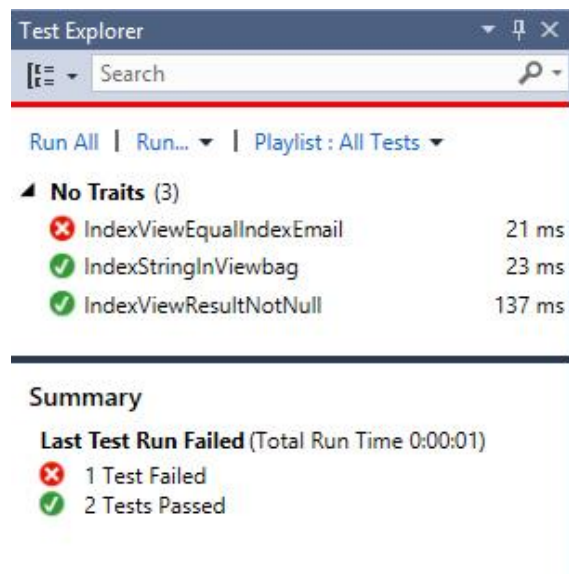 Test Explorer
Search
Run All | Run... | Playlist : All Tests
No Traits (3)
IndexViewEqualIndexEmail 21 ms
IndexStringInViewbag 23 ms
IndexViewResultNotNull 137 ms
Summary
Last Test Run Failed (Total Run Time 0:00:01)
1 Test Failed
2 Tests Passed